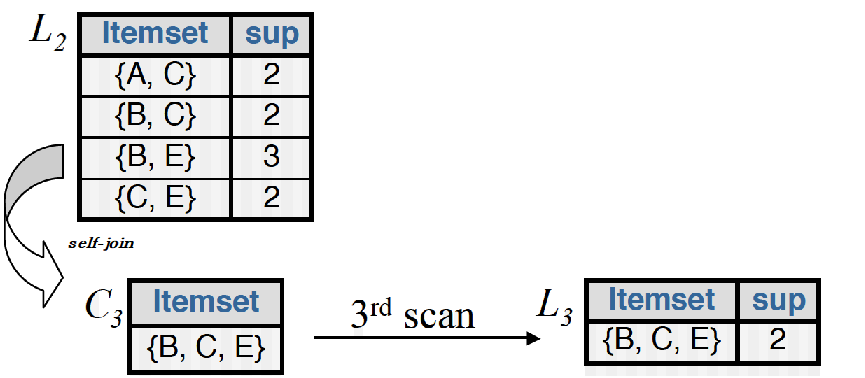 L2
Itemset sup
{A, C} 2
{B, C} 2
{B, E} 3
{C, E} 2
self-join
C3
Itemset
{B, C, E}
3rd scan
L3
Itemset sup
{B, C, E} 2